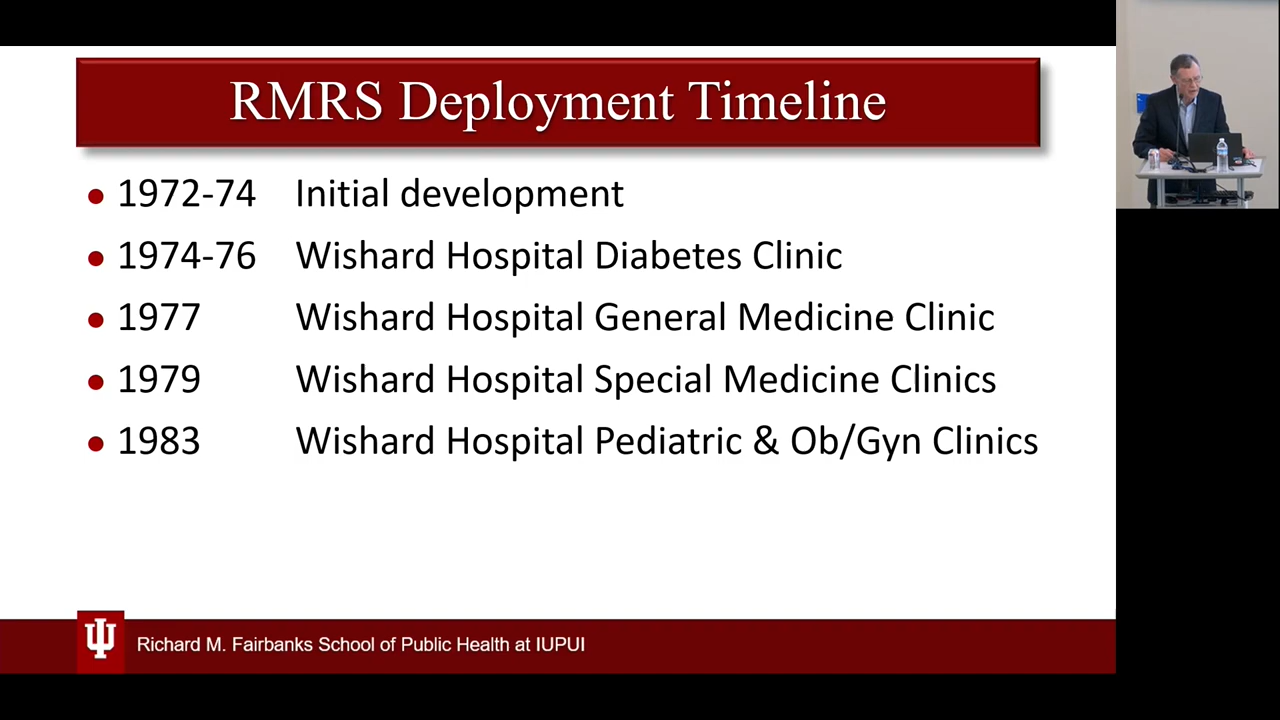 RMRS Deployment Timeline
• 1972-74 Initial development
• 1974-76 Wishard Hospital Diabetes Clinic
• 1977 Wishard Hospital General Medicine Clinic
• 1979 Wishard Hospital Special Medicine Clinics
• 1983 Wishard Hospital Pediatric & Ob/Gyn Clinics
Richard M. Fairbanks School of Public Health at IUPUI